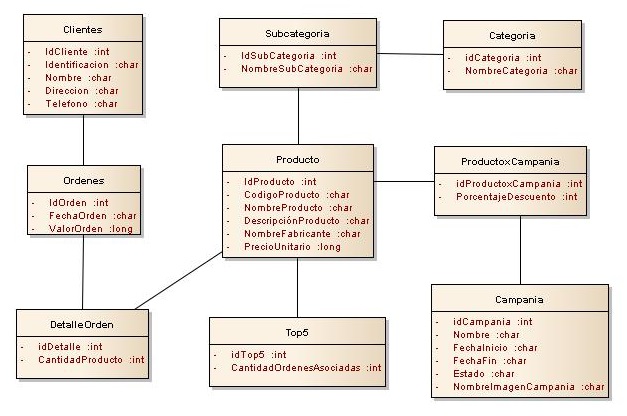 Clientes
- IdCliente :int
- Identificacion :char
- Nombre :char
- Direccion :char
- Telefono :char
Subcategoria
- IdSubCategoria :int
- NombreSubCategoria :char
Categoria
- idCategoria :int
- NombreCategoria :char
Ordenes
- IdOrden :int
- FechaOrden :char
- ValorOrden :long
Producto
- IdProducto :int
- CodigoProducto :char
- NombreProducto :char
- DescripciónProducto :char
- NombreFabricante :char
- PrecioUnitario :long
ProductoxCampania
- idProductoxCampania :int
- PorcentajeDescuento :int
DetalleOrden
- idDetalle :int
- CantidadProducto :int
Top5
- idTop5 :int
- CantidadOrdenesAsociadas :int
Campania
- idCampania :int
- Nombre :char
- FechaInicio :char
- FechaFin :char
- Estado :char
- NombreImagenCampania :char